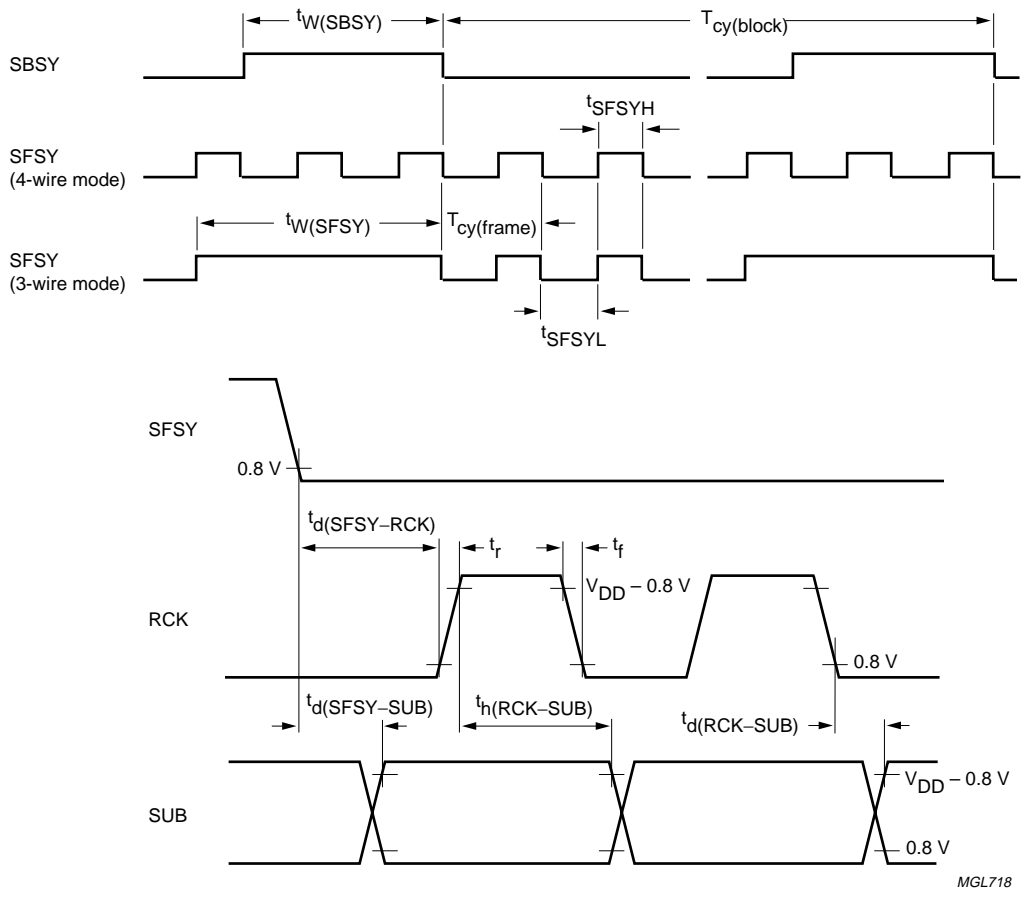 tW(SBSY)
Tcy(block)
SBSY
tSFSYH
SFSY
(4-wire mode)
tW(SFSY)
Tcy(frame)
SFSY
(3-wire mode)
tSFSYL
SFSY
0.8 V
td(SFSY−RCK)
tr
tf
VDD − 0.8 V
RCK
0.8 V
td(SFSY−SUB)
th(RCK−SUB)
td(RCK−SUB)
VDD − 0.8 V
SUB
0.8 V
MGL718